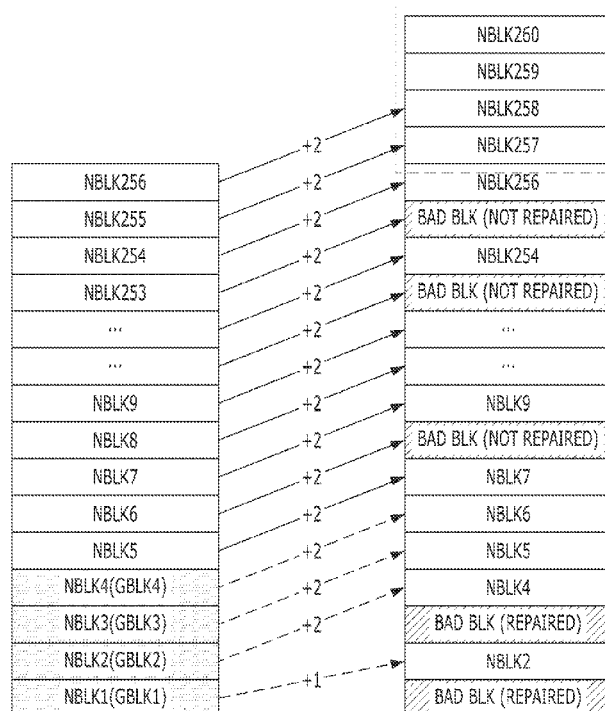 NBLK256
NBLK255
NBLK254
NBLK253
...
...
NBLK9
NBLK8
NBLK7
NBLK6
NBLK5
NBLK4(GBLK4)
NBLK3(GBLK3)
NBLK2(GBLK2)
NBLK1(GBLK1)
+2
+2
+2
+2
+2
+2
+2
+2
+2
+2
+2
+2
+2
+2
+1
NBLK260
NBLK259
NBLK258
NBLK257
NBLK256
BAD BLK (NOT REPAIRED)
NBLK254
BAD BLK (NOT REPAIRED)
...
...
NBLK9
BAD BLK (NOT REPAIRED)
NBLK7
NBLK6
NBLK5
NBLK4
BAD BLK (REPAIRED)
NBLK2
BAD BLK (REPAIRED)